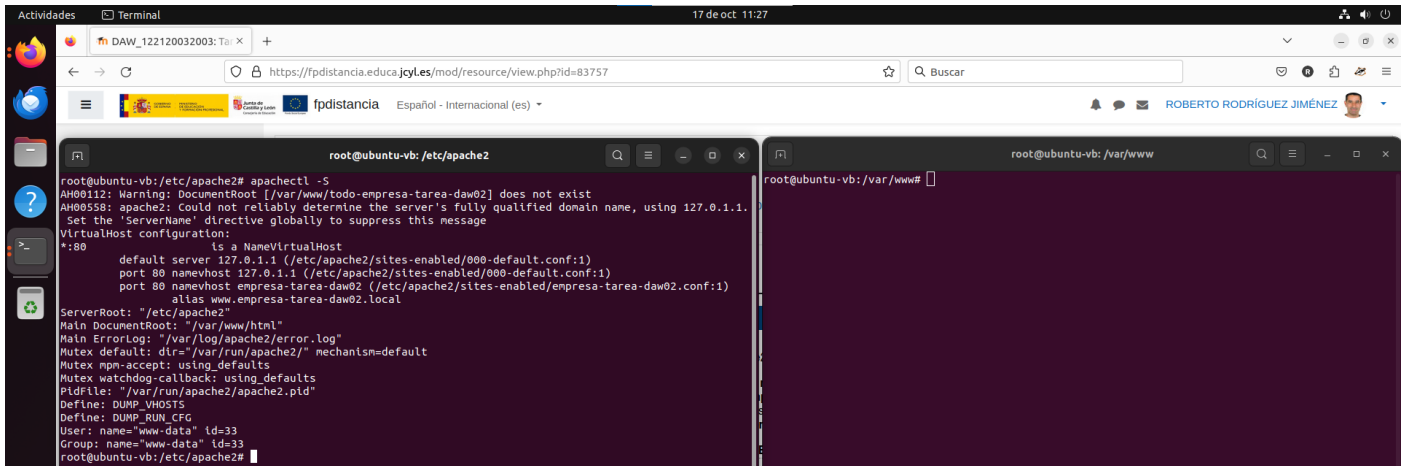 Actividades
Terminal
17 de oct 11:27
DAW_122120032003: Tar
https://fpdistancia.educa.jcyl.es/mod/resource/view.php?id=83757
Buscar
Junta de
Castilla y León
fpdistancia
Español - Internacional (es)
ROBERTO RODRÍGUEZ JIMÉNEZ
root@ubuntu-vb: /etc/apache2
root@ubuntu-vb:/etc/apache2# apachectl -S
AH00112: Warning: DocumentRoot [/var/www/todo-empresa-tarea-daw02] does not exist
AH00558: apache2: Could not reliably determine the server's fully qualified domain name, using 127.0.1.1.
Set the 'ServerName' directive globally to suppress this message
VirtualHost configuration:
*:80 is a NameVirtualHost
default server 127.0.1.1 (/etc/apache2/sites-enabled/000-default.conf:1)
port 80 namevhost 127.0.1.1 (/etc/apache2/sites-enabled/000-default.conf:1)
port 80 namevhost empresa-tarea-daw02 (/etc/apache2/sites-enabled/empresa-tarea-daw02.conf:1)
alias www.empresa-tarea-daw02.local
ServerRoot: "/etc/apache2"
Main DocumentRoot: "/var/www/html"
Main ErrorLog: "/var/log/apache2/error.log"
Mutex default: dir="/var/run/apache2/" mechanism=default
Mutex mpm-accept: using_defaults
Mutex watchdog-callback: using_defaults
PidFile: "/var/run/apache2/apache2.pid"
Define: DUMP_VHOSTS
Define: DUMP_RUN_CFG
User: name="www-data" id=33
Group: name="www-data" id=33
root@ubuntu-vb:/etc/apache2#
root@ubuntu-vb: /var/www
root@ubuntu-vb:/var/www#